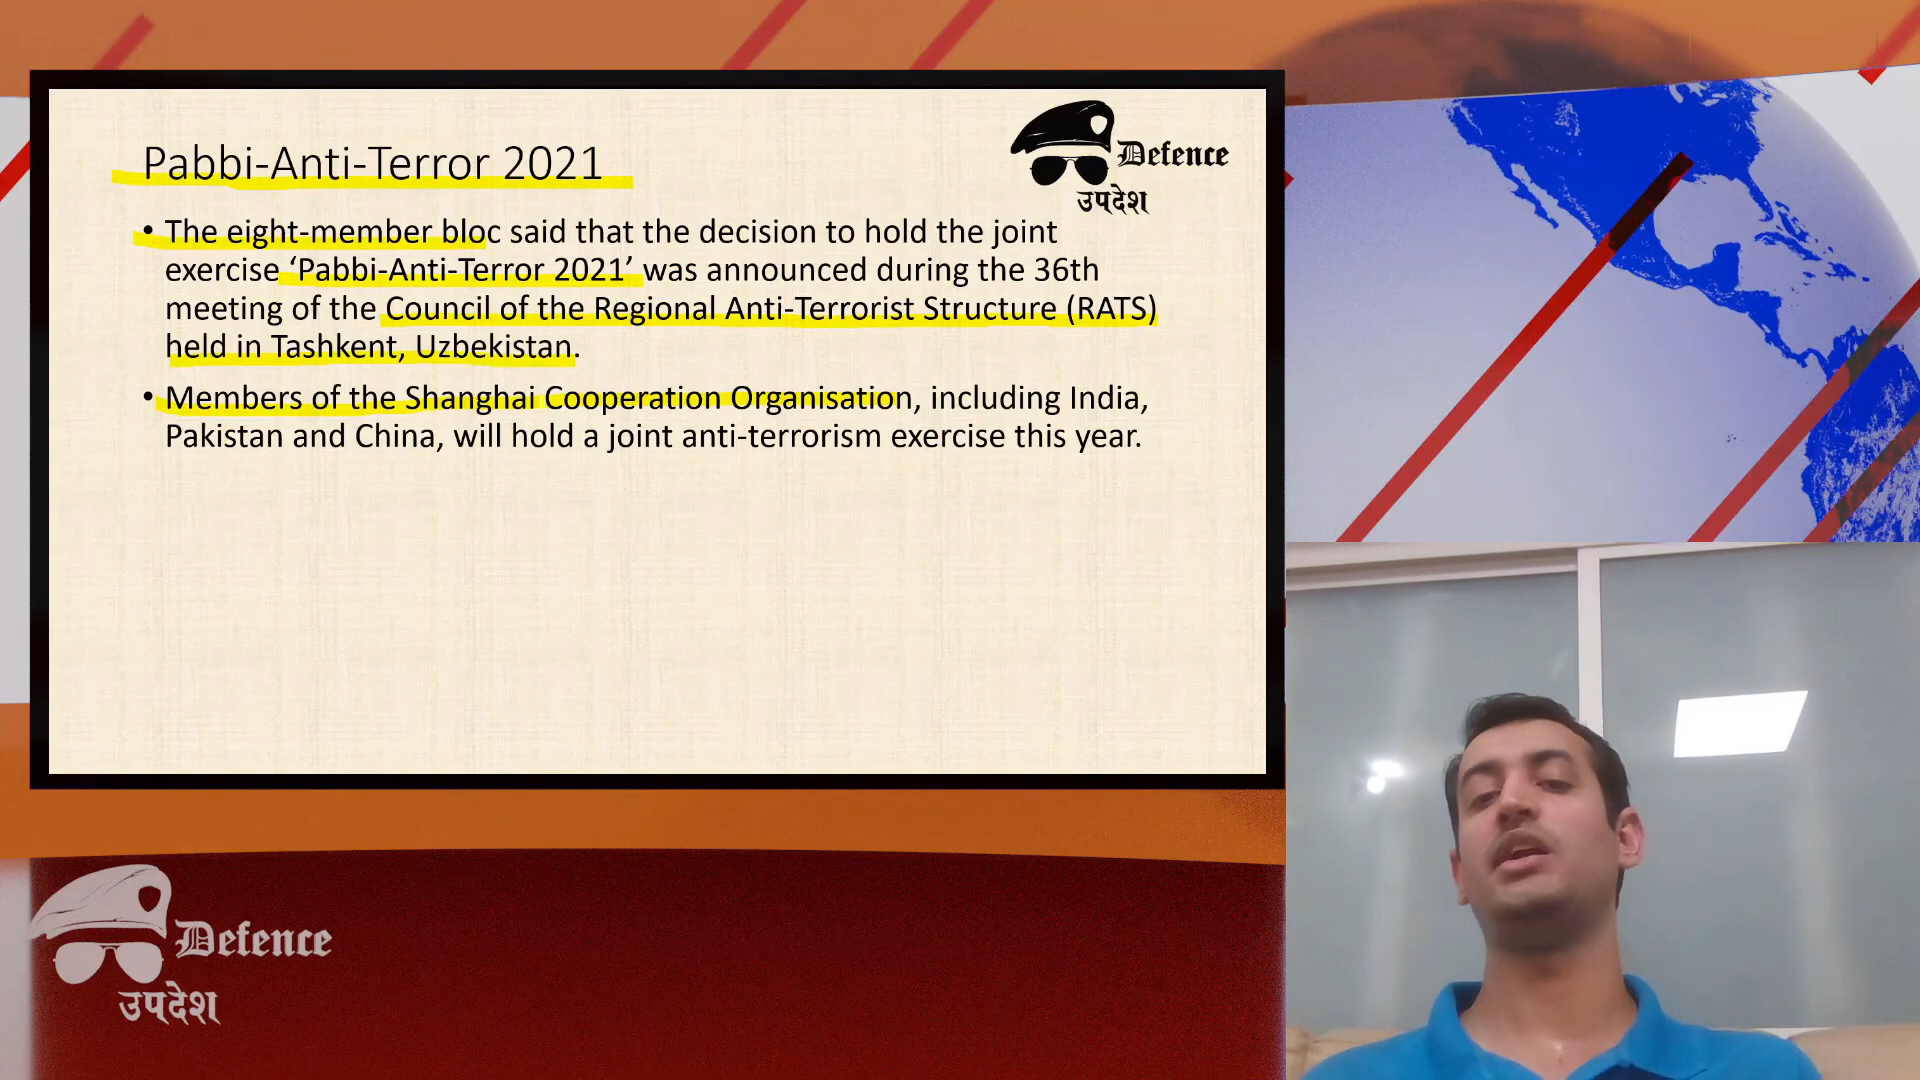 Pabbi-Anti-Terror 2021
Defence
उपदेश
• The eight-member bloc said that the decision to hold the joint
exercise ‘Pabbi-Anti-Terror 2021’ was announced during the 36th
meeting of the Council of the Regional Anti-Terrorist Structure (RATS)
held in Tashkent, Uzbekistan.
• Members of the Shanghai Cooperation Organisation, including India,
Pakistan and China, will hold a joint anti-terrorism exercise this year.
Defence
उपदेश